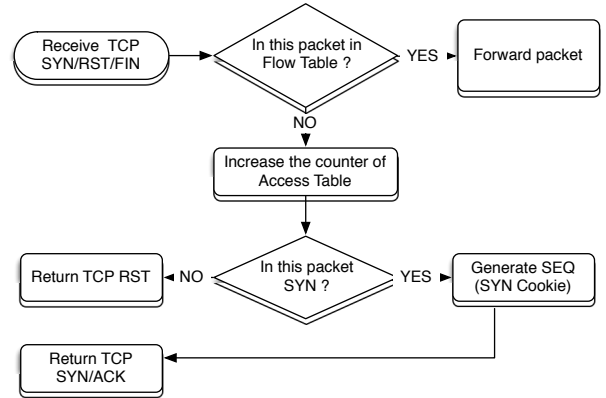 Receive TCP
SYN/RST/FIN
In this packet in
Flow Table ?
YES
Forward packet
NO
Increase the counter of
Access Table
Return TCP RST
NO
In this packet
SYN ?
YES
Generate SEQ
(SYN Cookie)
Return TCP
SYN/ACK